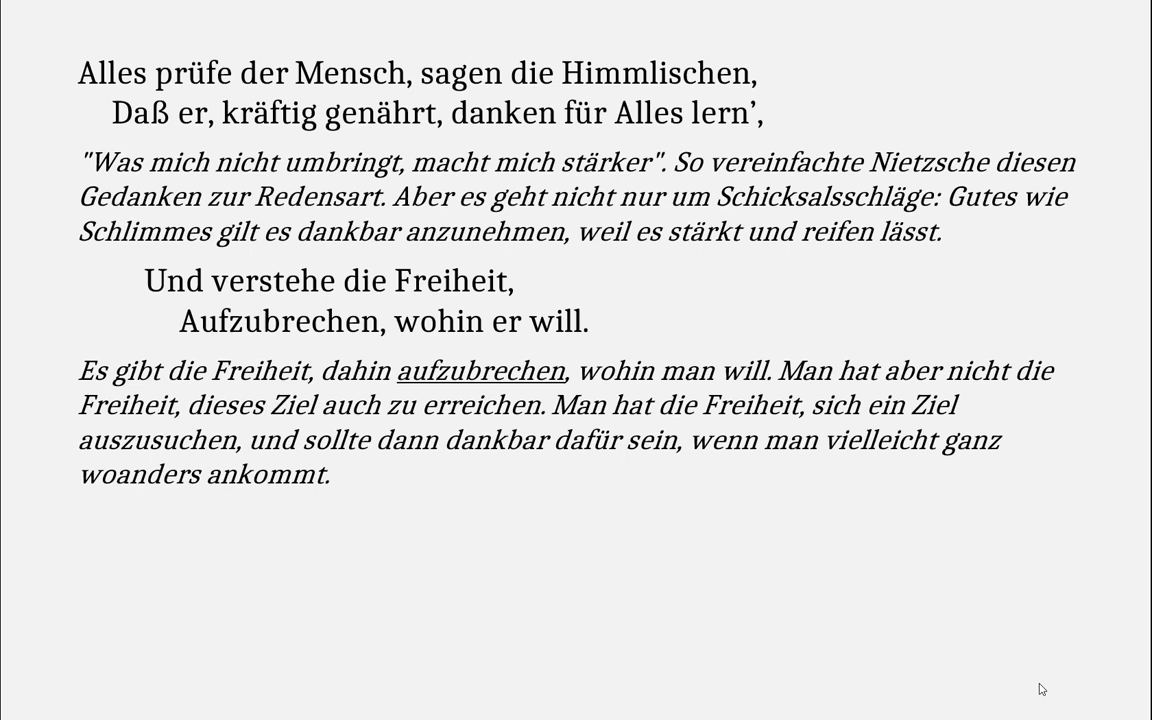 Alles prüfe der Mensch, sagen die Himmlischen,
Daß er, kräftig genährt, danken für Alles lern’,
"Was mich nicht umbringt, macht mich stärker". So vereinfachte Nietzsche diesen
Gedanken zur Redensart. Aber es geht nicht nur um Schicksalsschläge: Gutes wie
Schlimmes gilt es dankbar anzunehmen, weil es stärkt und reifen lässt.
Und verstehe die Freiheit,
Aufzubrechen, wohin er will.
Es gibt die Freiheit, dahin aufzubrechen, wohin man will. Man hat aber nicht die
Freiheit, dieses Ziel auch zu erreichen. Man hat die Freiheit, sich ein Ziel
auszusuchen, und sollte dann dankbar dafür sein, wenn man vielleicht ganz
woanders ankommt.